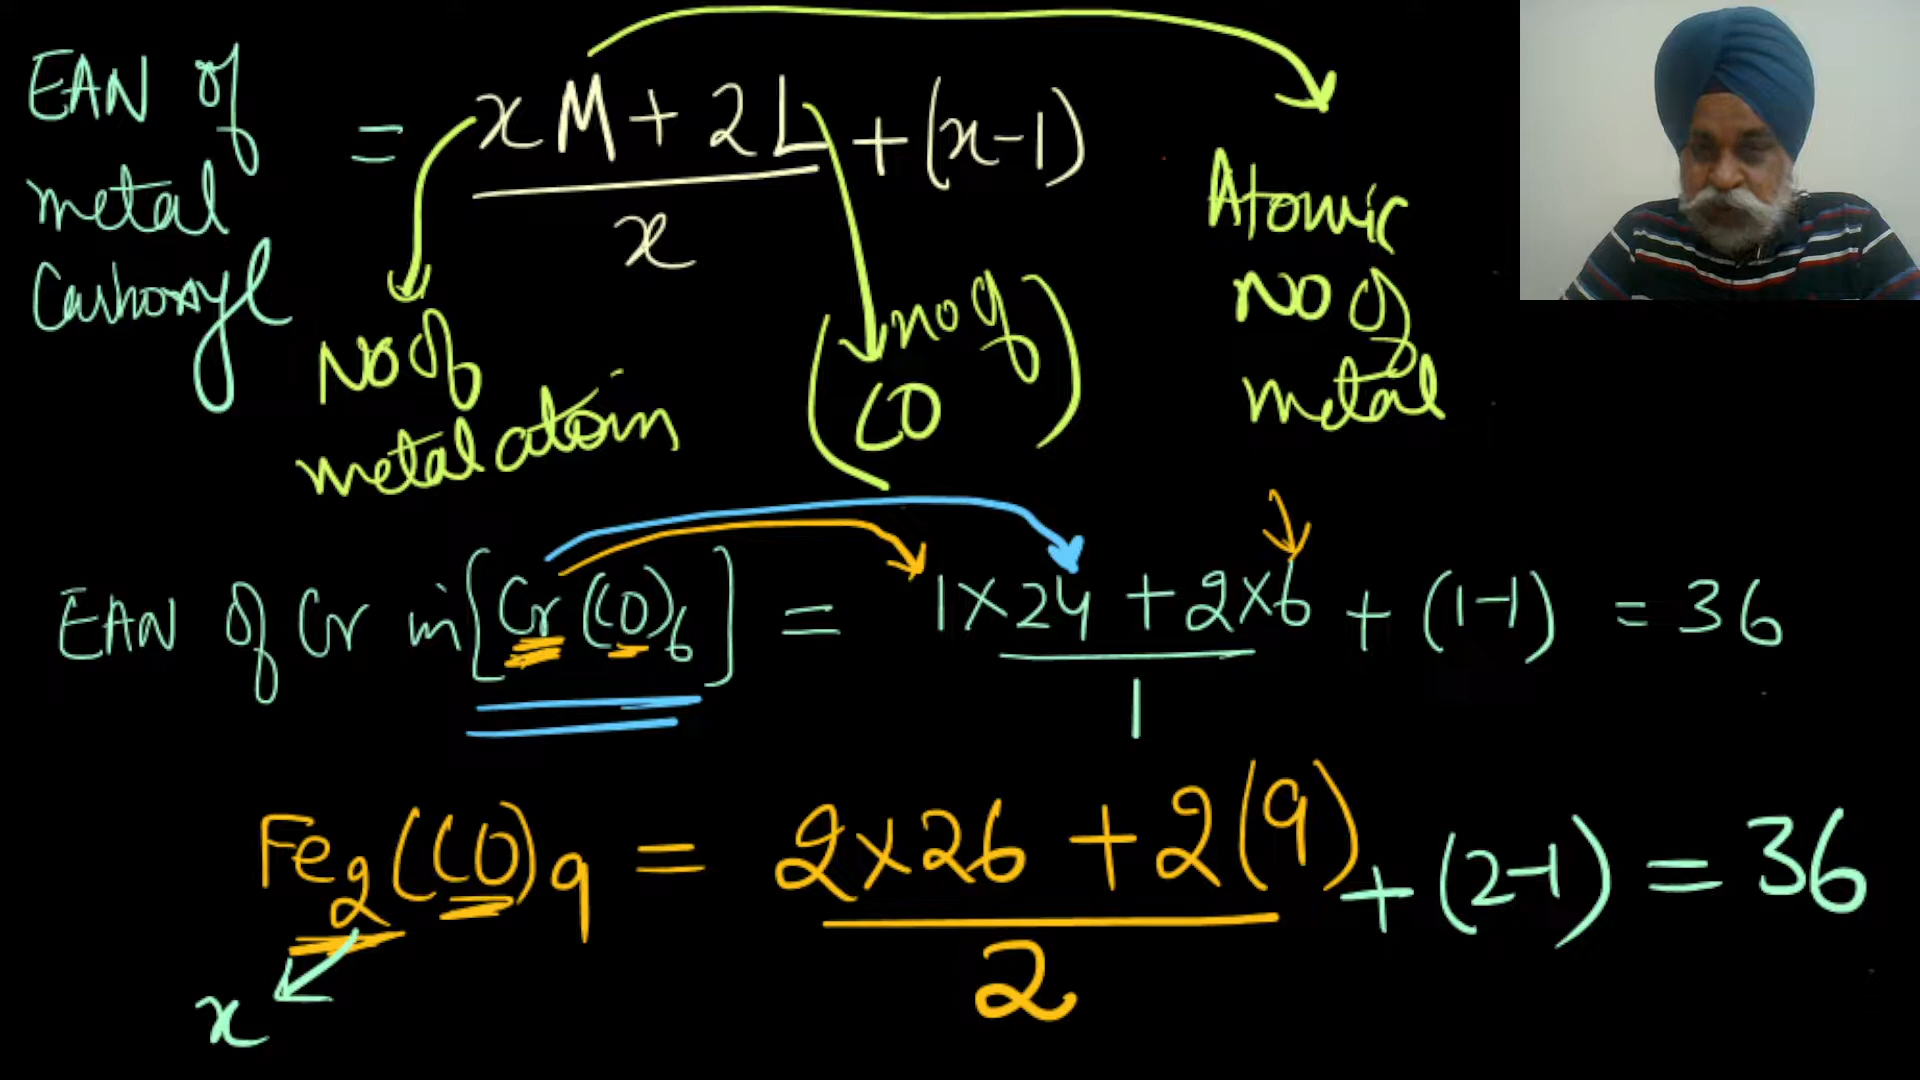 EAN of metal Carbonyl = xM + 2L / x + (x-1)
Atomic No of metal
No of metal atom
(no of CO)
EAN of Cr in [Cr(CO)6] = 1×24 + 2×6 / 1 + (1-1) = 36
Fe2(CO)9 = 2×26 + 2(9) / 2 + (2-1) = 36
x